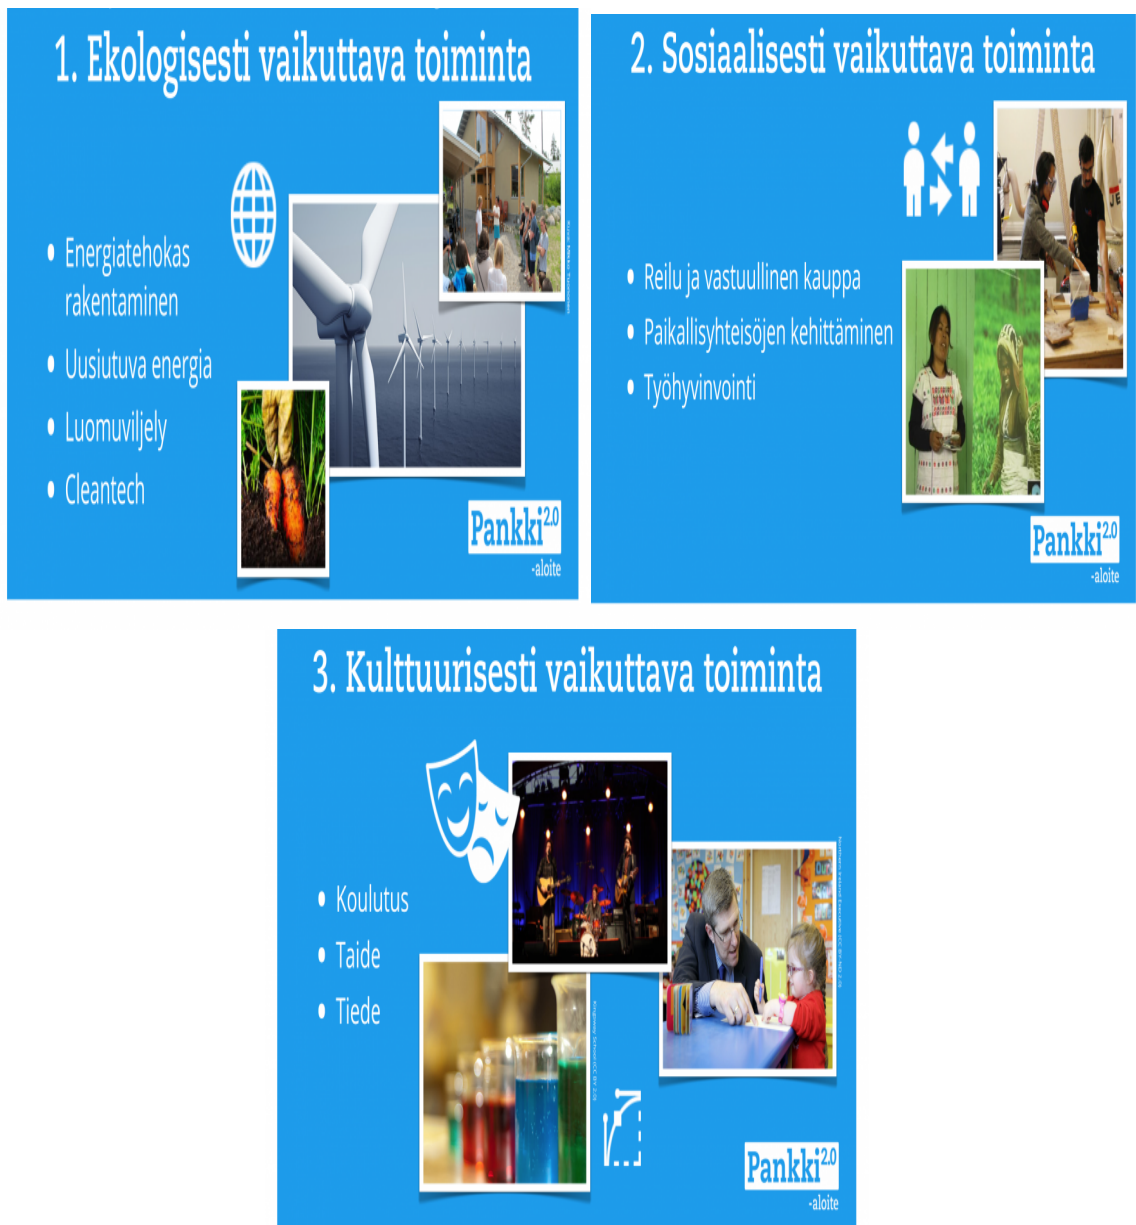 1. Ekologisesti vaikuttava toiminta
• Energiatehokas
rakentaminen
• Uusiutuva energia
• Luomuviljely
• Cleantech
Pankki2.0
-aloite
2. Sosiaalisesti vaikuttava toiminta
• Reilu ja vastuullinen kauppa
• Paikallisyhteisöjen kehittäminen
• Työhyvinvointi
Pankki2.0
-aloite
3. Kulttuurisesti vaikuttava toiminta
• Koulutus
• Taide
• Tiede
Pankki2.0
-aloite